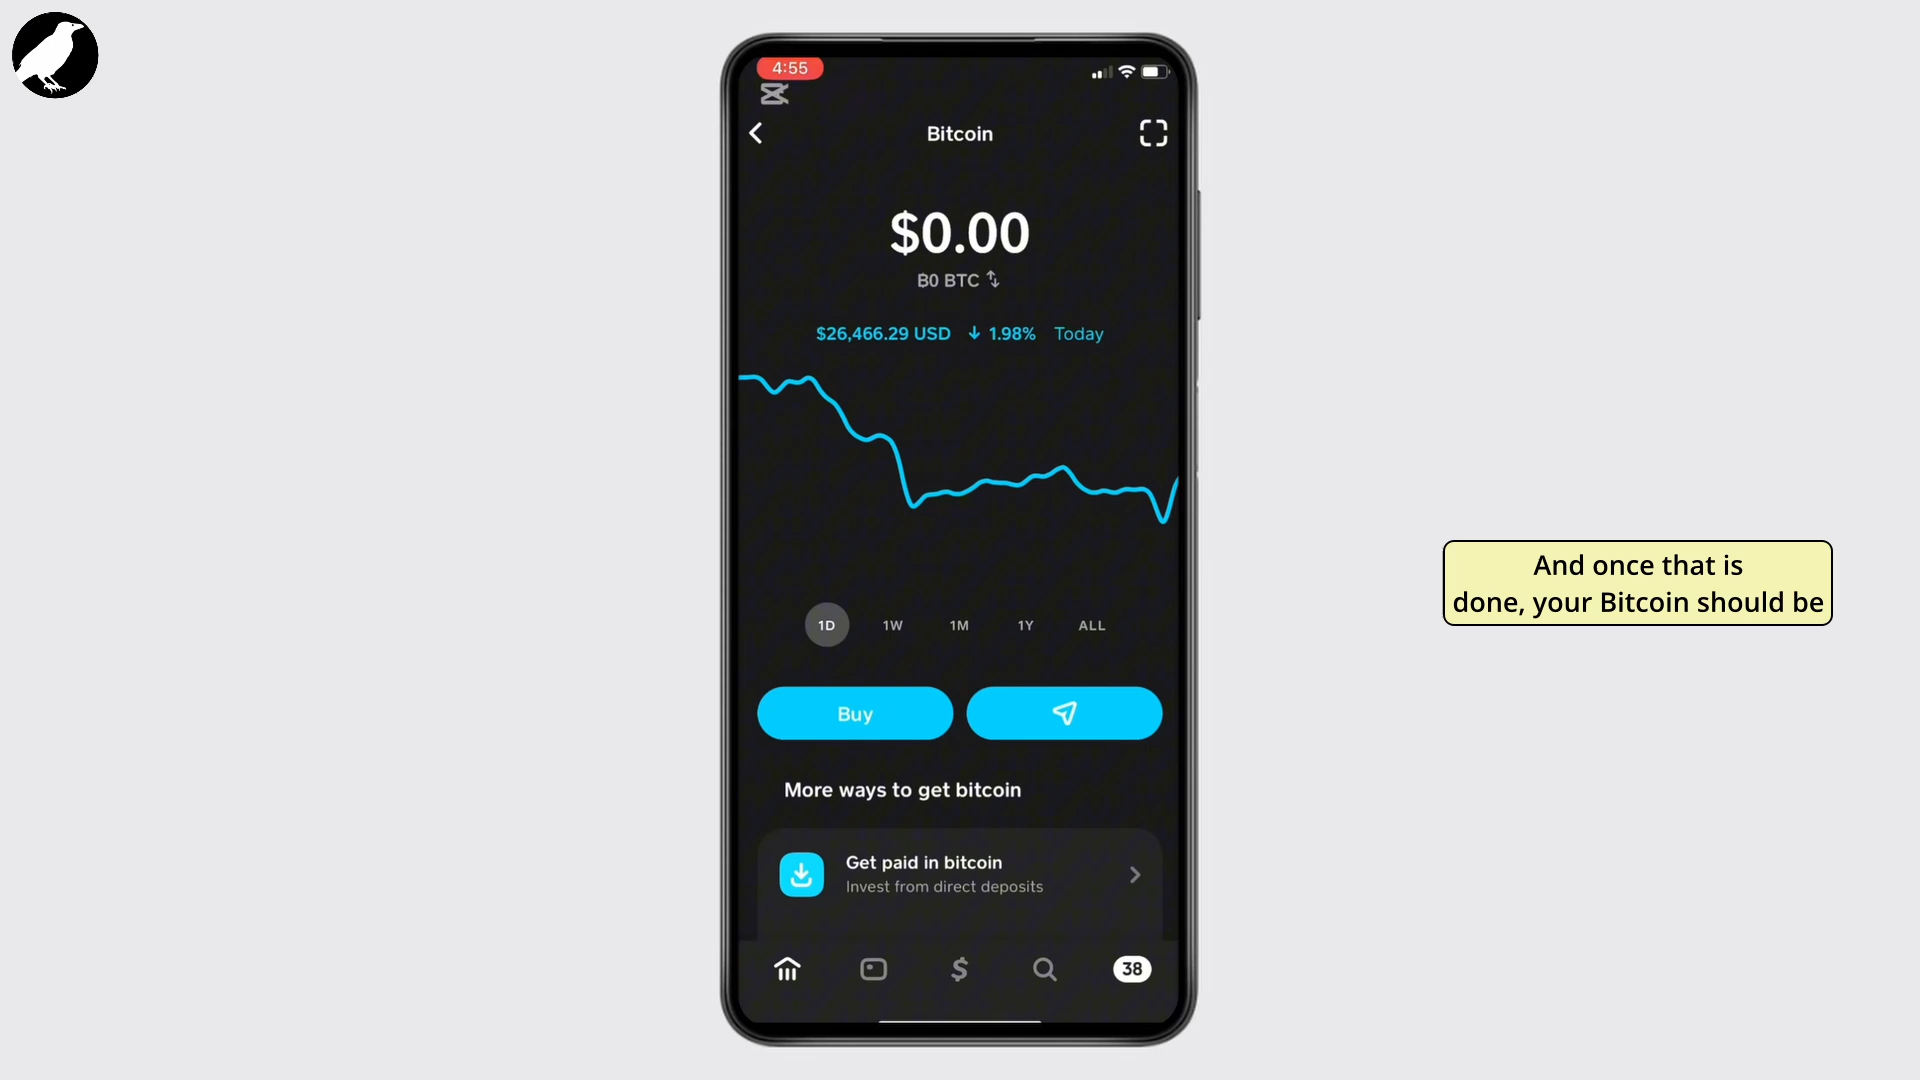 4:55
Bitcoin
$0.00
₿0 BTC
$26,466.29 USD ↓ 1.98% Today
1D 1W 1M 1Y ALL
Buy
More ways to get bitcoin
Get paid in bitcoin
Invest from direct deposits
$ 38
And once that is
done, your Bitcoin should be